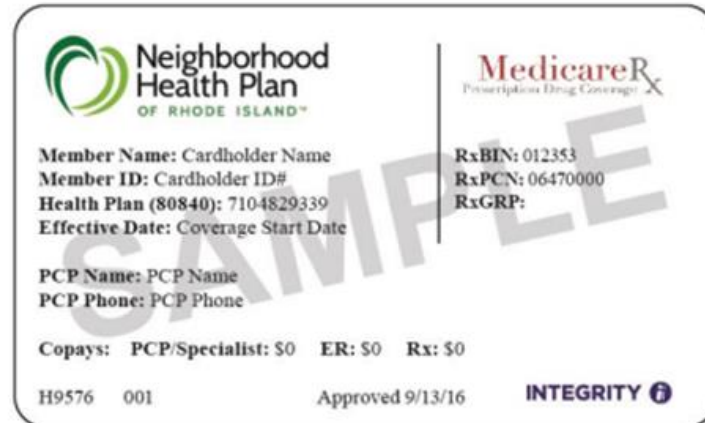 Neighborhood
Health Plan
OF RHODE ISLAND™
MedicareRx
Prescription Drug Coverage
Member Name: Cardholder Name
Member ID: Cardholder ID#
Health Plan (80840): 7104829339
Effective Date: Coverage Start Date
RxBIN: 012353
RxPCN: 06470000
RxGRP:
SAMPLE
PCP Name: PCP Name
PCP Phone: PCP Phone
Copays: PCP/Specialist: $0 ER: $0 Rx: $0
H9576 001 Approved 9/13/16 INTEGRITY i